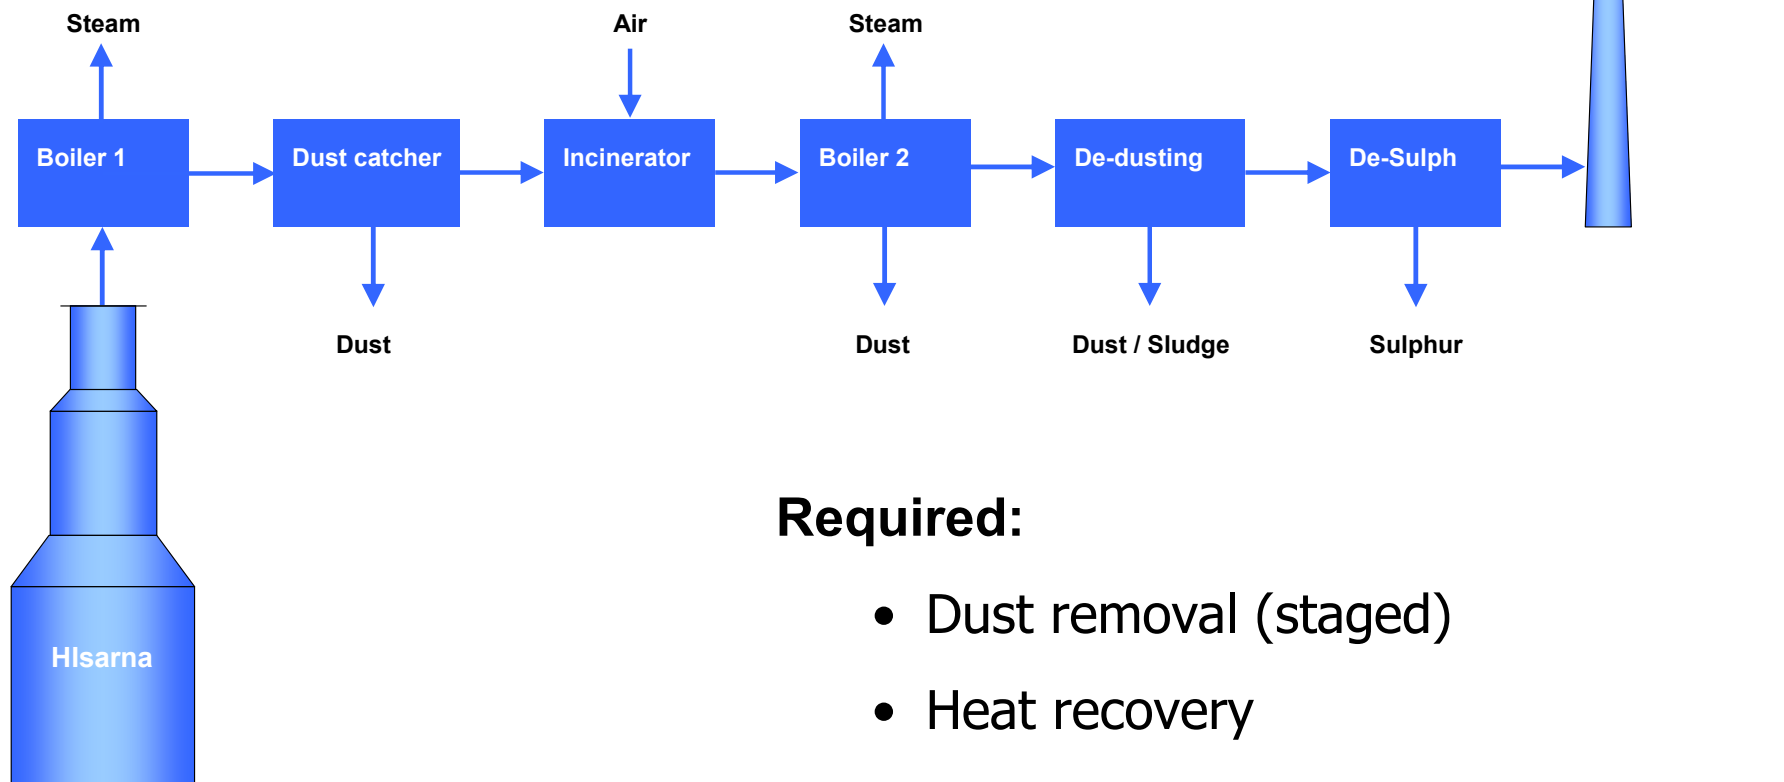 Steam
Air
Steam
Boiler 1
Dust catcher
Incinerator
Boiler 2
De-dusting
De-Sulph
Dust
Dust
Dust / Sludge
Sulphur
HIsarna
Required:
• Dust removal (staged)
• Heat recovery